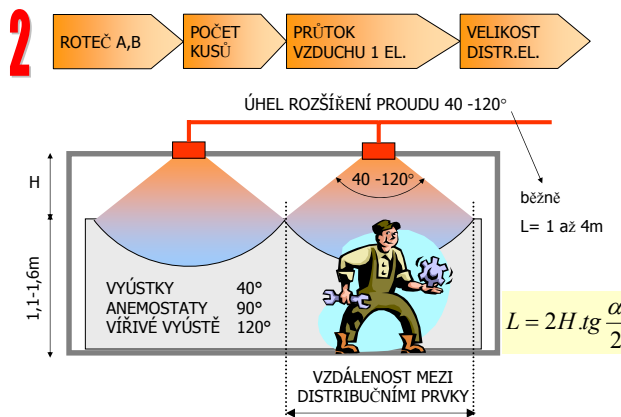 2
ROTEČ A,B
POČET
KUSŮ
PRŮTOK
VZDUCHU 1 EL.
VELIKOST
DISTR.EL.
ÚHEL ROZŠÍŘENÍ PROUDU 40 -120°
H
40 -120°
běžně
L= 1 až 4m
1,1-1,6m
VYÚSTKY 40°
ANEMOSTATY 90°
VÍŘIVÉ VYÚSTĚ 120°
L = 2H.tg α/2
VZDÁLENOST MEZI
DISTRIBUČNÍMI PRVKY